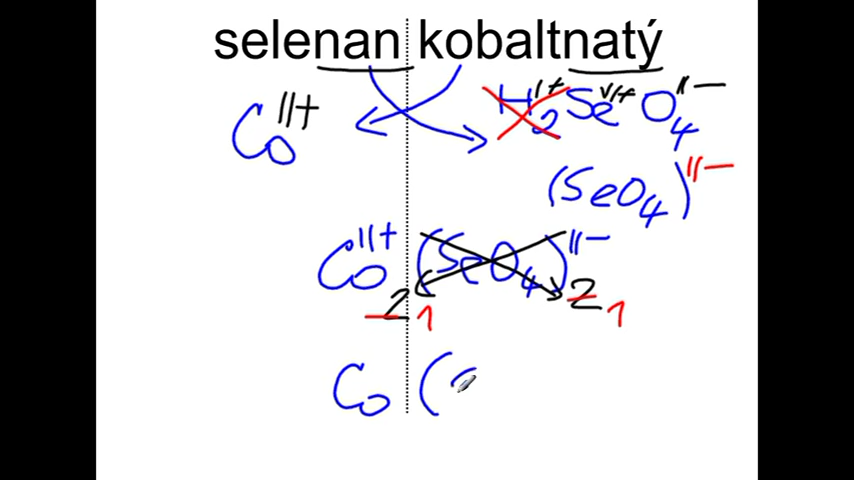 selenan kobaltnatý
Co II+ H2 I+ Se VI+ O4 II-
(SeO4) II-
Co II+ (SeO4) II-
2 1 2 1
Co (